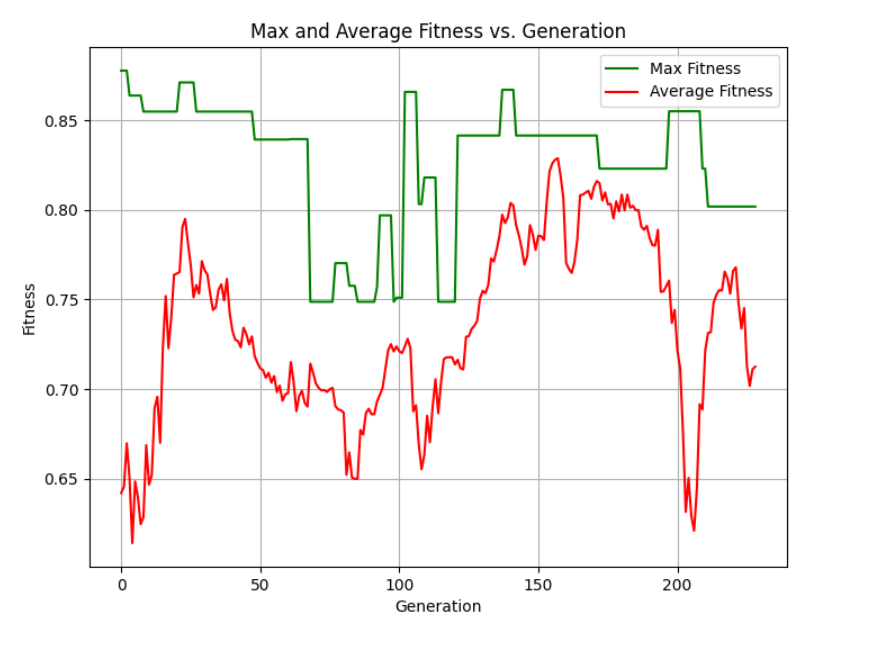 Max and Average Fitness vs. Generation
Max Fitness
Average Fitness
Fitness
0.85
0.80
0.75
0.70
0.65
0 50 100 150 200
Generation